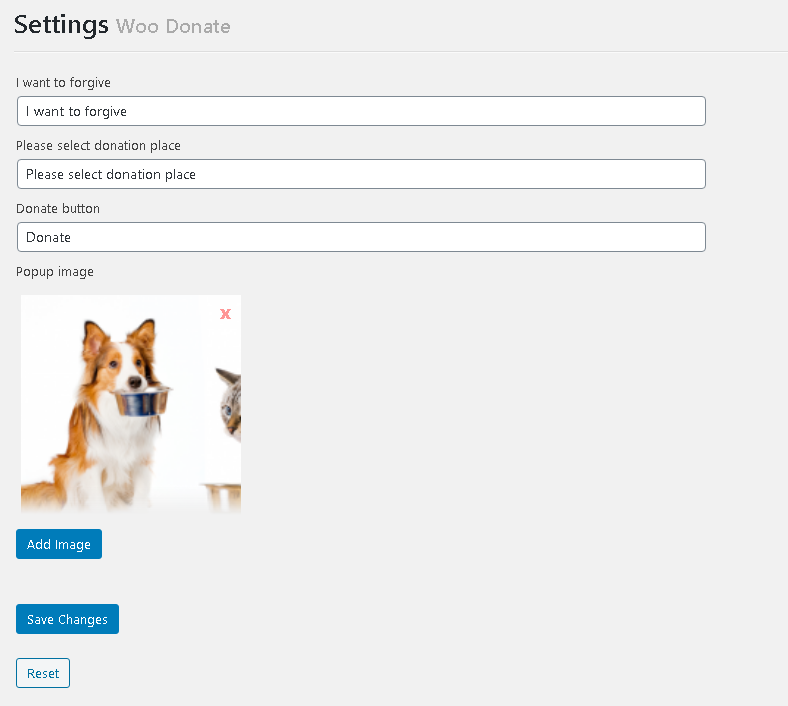 Settings Woo Donate
I want to forgive
I want to forgive
Please select donation place
Please select donation place
Donate button
Donate
Popup image
X
Add Image
Save Changes
Reset